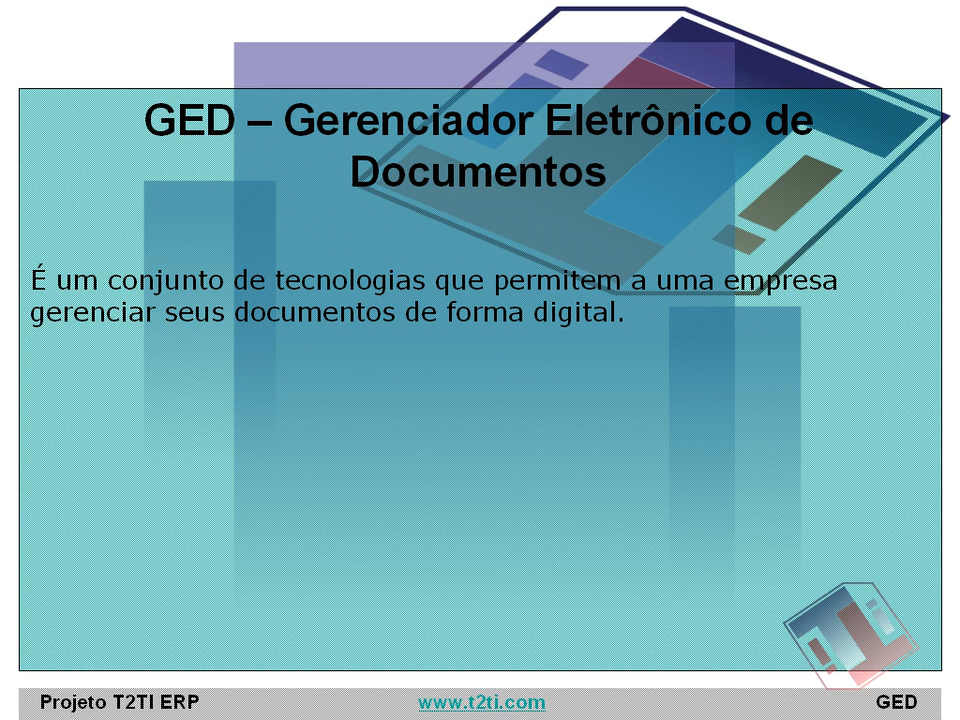 GED – Gerenciador Eletrônico de
Documentos
É um conjunto de tecnologias que permitem a uma empresa
gerenciar seus documentos de forma digital.
Projeto T2TI ERP www.t2ti.com GED